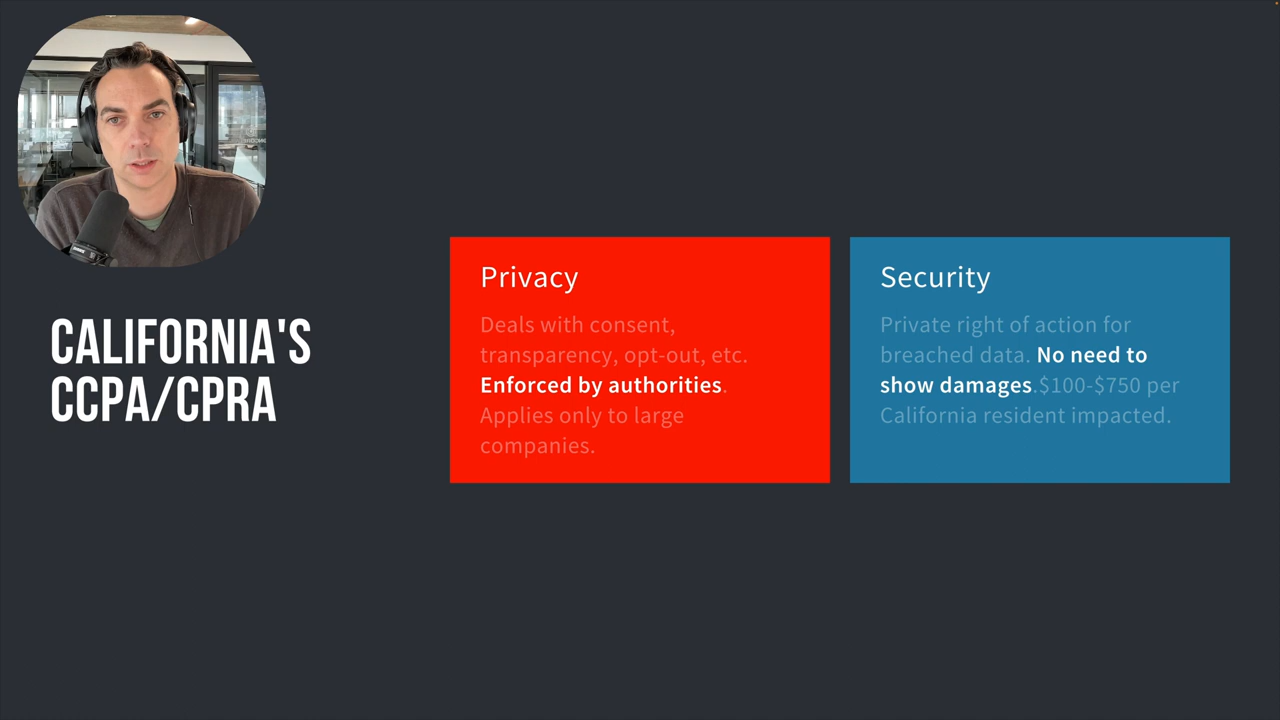 CALIFORNIA'S
CCPA/CPRA
Privacy
Deals with consent,
transparency, opt-out, etc.
Enforced by authorities.
Applies only to large
companies.
Security
Private right of action for
breached data. No need to
show damages.$100-$750 per
California resident impacted.